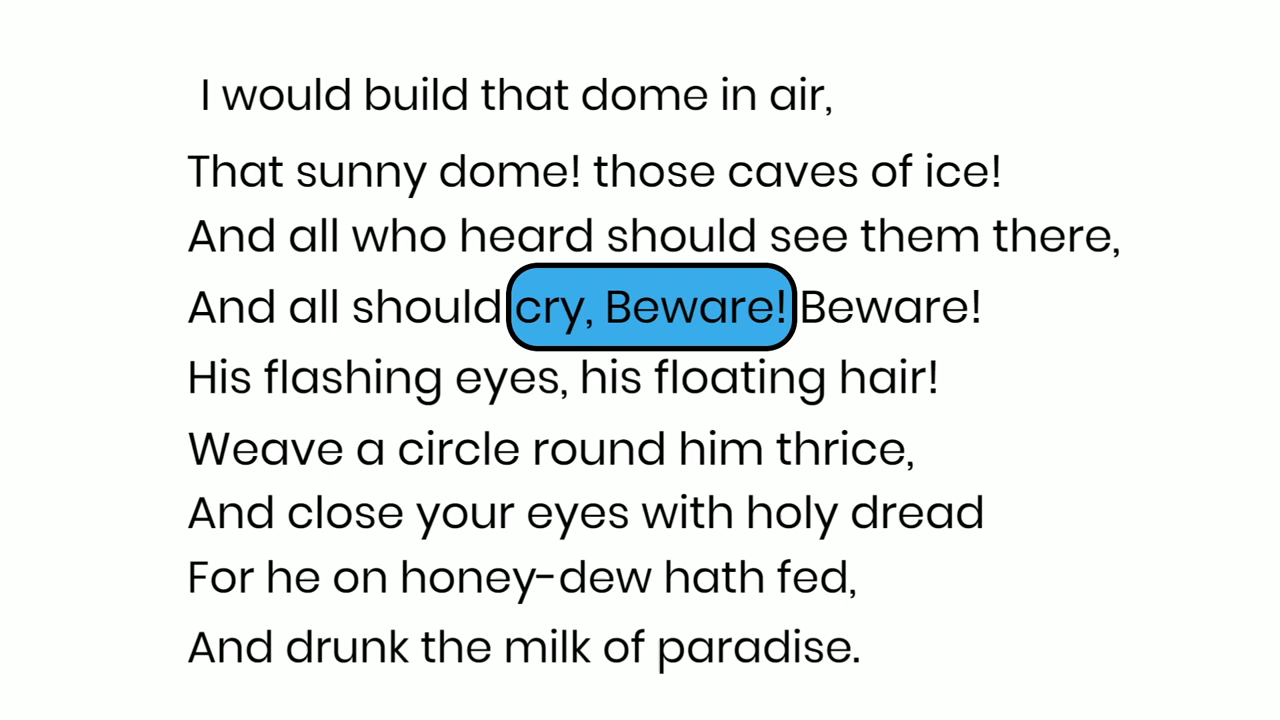 I would build that dome in air,
That sunny dome! those caves of ice!
And all who heard should see them there,
And all should cry, Beware! Beware!
His flashing eyes, his floating hair!
Weave a circle round him thrice,
And close your eyes with holy dread
For he on honey-dew hath fed,
And drunk the milk of paradise.